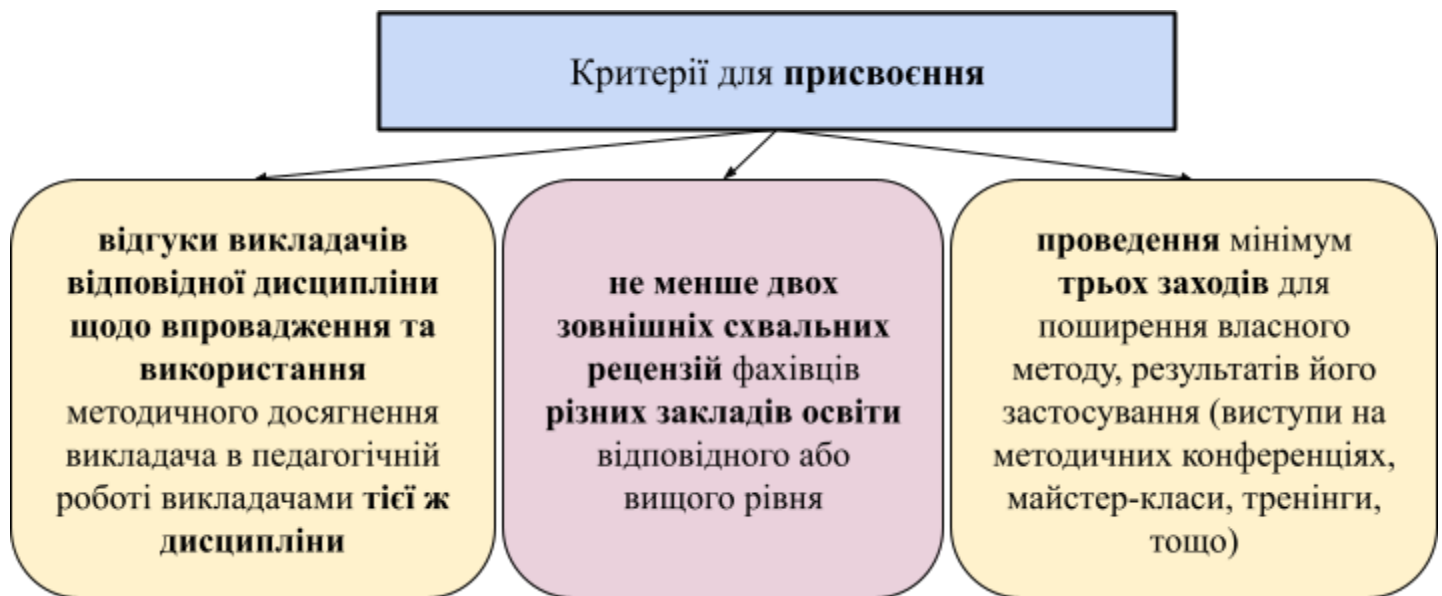 Критерії для присвоєння
відгуки викладачів
відповідної дисципліни
щодо впровадження та
використання
методичного досягнення
викладача в педагогічній
роботі викладачами тієї ж
дисципліни
не менше двох
зовнішніх схвальних
рецензій фахівців
різних закладів освіти
відповідного або
вищого рівня
проведення мінімум
трьох заходів для
поширення власного
методу, результатів його
застосування (виступи на
методичних конференціях,
майстер-класи, тренінги,
тощо)